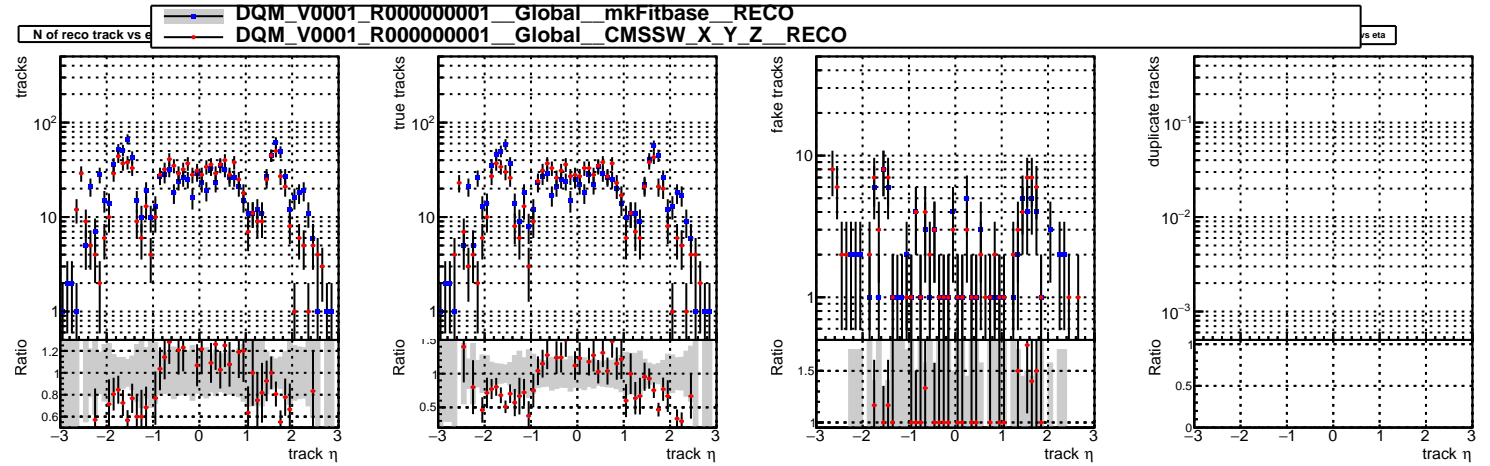 DQM_V0001_R000000001__Global__mkFitbase__RECO
DQM_V0001_R000000001__Global__CMSSW_X_Y_Z__RECO
N of reco track vs e
vs eta
tracks
10²
10
1
Ratio
1.2
1
0.8
0.6
−3 −2 −1 0 1 2 3
track η
true tracks
10²
10
1
Ratio
1.5
1
0.5
−3 −2 −1 0 1 2 3
track η
fake tracks
10
1
Ratio
1.5
1
−3 −2 −1 0 1 2 3
track η
duplicate tracks
10⁻¹
10⁻²
10⁻³
Ratio
1
0.5
0
−3 −2 −1 0 1 2 3
track η